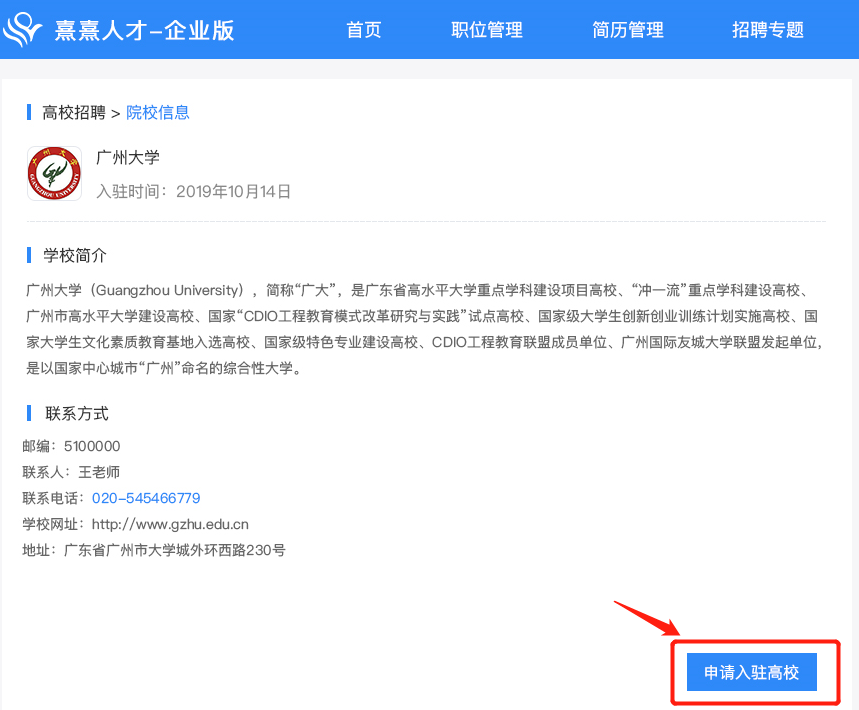 熹熹人才-企业版 首页 职位管理 简历管理 招聘专题
高校招聘 > 院校信息
广州大学
GUANGZHOU UNIVERSITY
广州大学
入驻时间：2019年10月14日
学校简介
广州大学（Guangzhou University），简称“广大”，是广东省高水平大学重点学科建设项目高校、“冲一流”重点学科建设高校、
广州市高水平大学建设高校、国家“CDIO工程教育模式改革研究与实践”试点高校、国家级大学生创新创业训练计划实施高校、国
家大学生文化素质教育基地入选高校、国家级特色专业建设高校、CDIO工程教育联盟成员单位、广州国际友城大学联盟发起单位，
是以国家中心城市“广州”命名的综合性大学。
联系方式
邮编：5100000
联系人：王老师
联系电话：020-545466779
学校网址：http://www.gzhu.edu.cn
地址：广东省广州市大学城外环西路230号
申请入驻高校